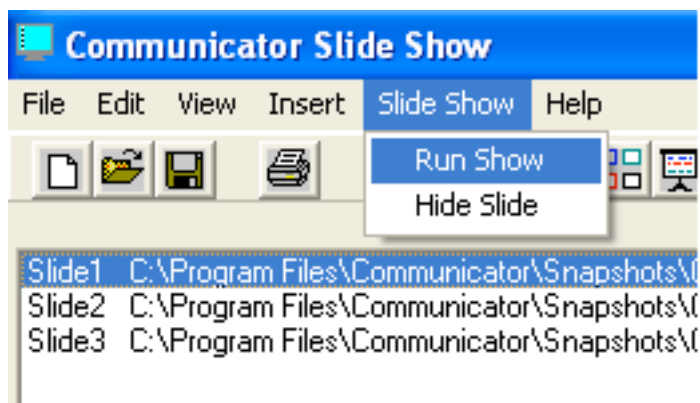 Communicator Slide Show
File Edit View Insert Slide Show Help
Run Show
Hide Slide
Slide1 C:\Program Files\Communicator\Snapshots\
Slide2 C:\Program Files\Communicator\Snapshots\
Slide3 C:\Program Files\Communicator\Snapshots\